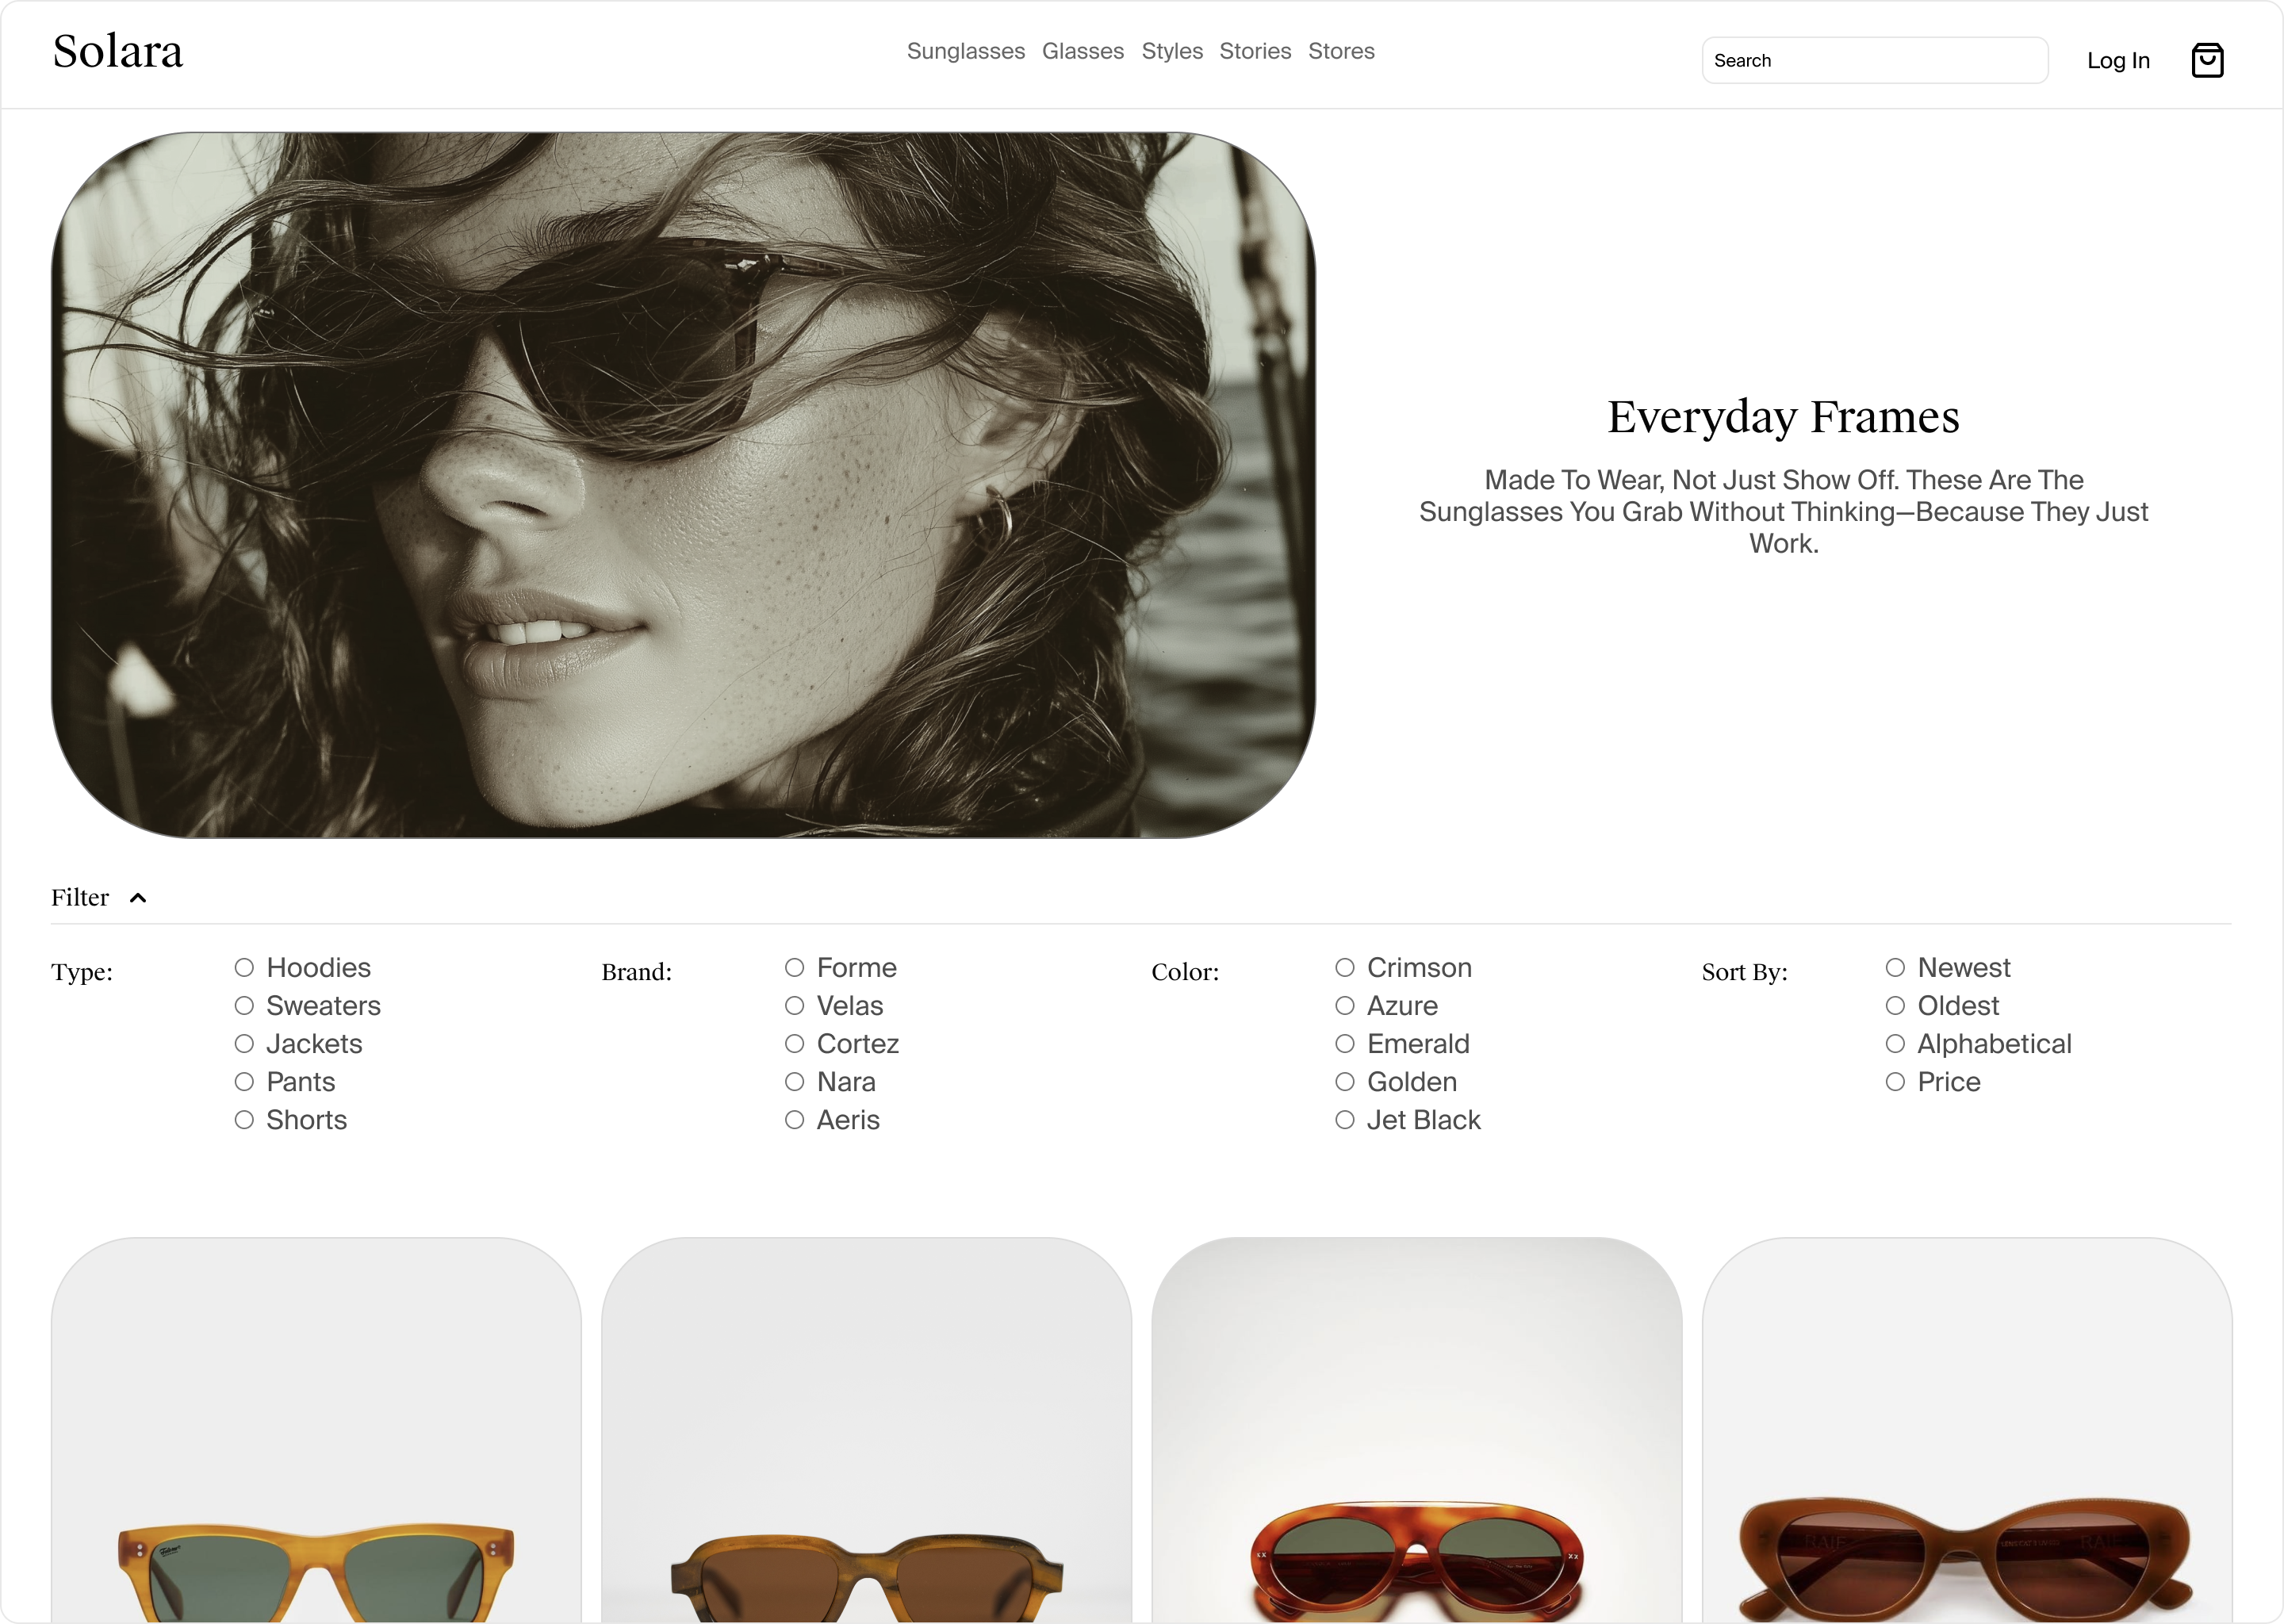 Solara
Sunglasses Glasses Styles Stories Stores
Search
Log In
Everyday Frames
Made To Wear, Not Just Show Off. These Are The
Sunglasses You Grab Without Thinking—Because They Just
Work.
Filter
Type:
Hoodies
Sweaters
Jackets
Pants
Shorts
Brand:
Forme
Velas
Cortez
Nara
Aeris
Color:
Crimson
Azure
Emerald
Golden
Jet Black
Sort By:
Newest
Oldest
Alphabetical
Price